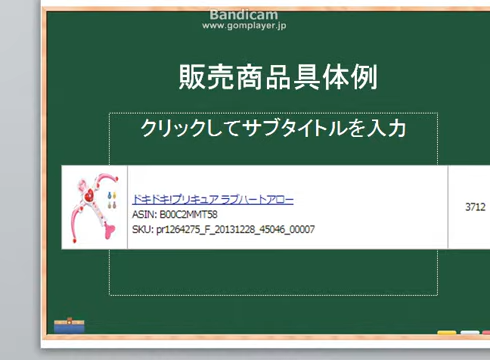 Bandicam
www.gomplayer.jp
販売商品具体例
クリックしてサブタイトルを入力
ドキドキ!プリキュア ラブハートアロー
ASIN: B00C2MMT58
SKU: pr1264275_F_20131228_45046_00007
3712